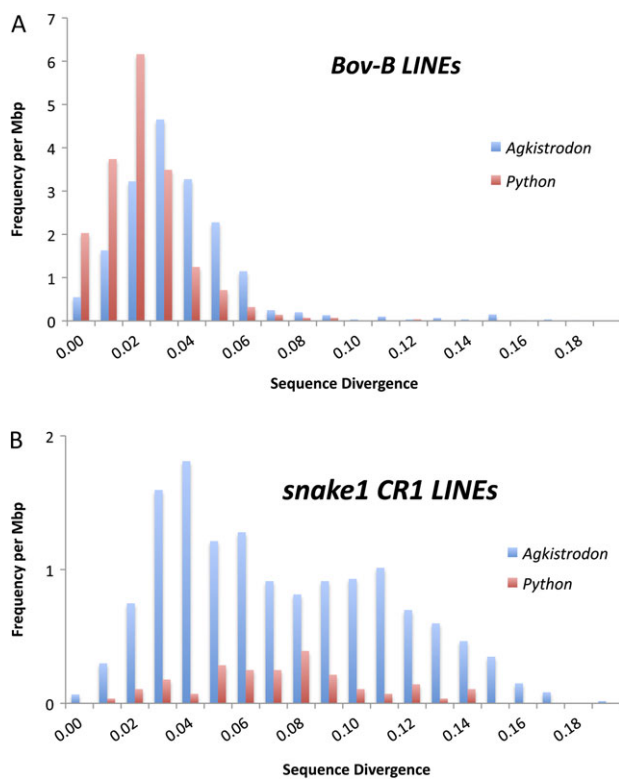 A
Bov-B LINEs
Frequency per Mbp
7
6
5
4
3
2
1
0
Agkistrodon
Python
0.00
0.02
0.04
0.06
0.08
0.10
0.12
0.14
0.16
0.18
Sequence Divergence
B
snake1 CR1 LINEs
Frequency per Mbp
2
1
0
Agkistrodon
Python
0.00
0.02
0.04
0.06
0.08
0.10
0.12
0.14
0.16
0.18
Sequence Divergence